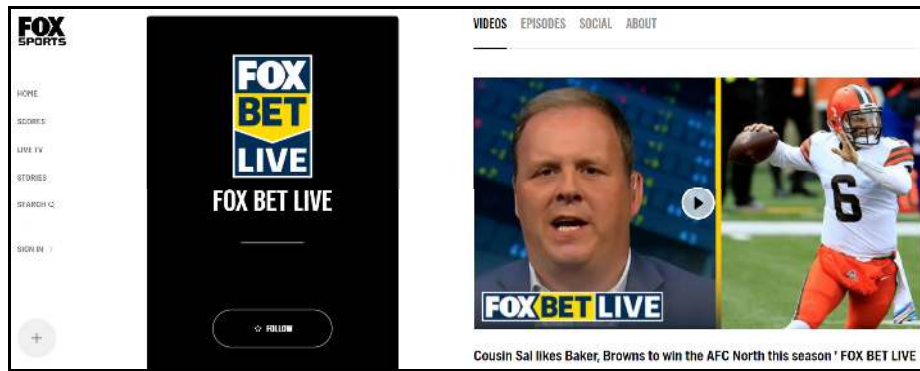 FOX
SPORTS
HOME
SCORES
LIVE TV
STORIES
SEARCH
SIGN IN >
+
FOX
BET
LIVE
FOX BET LIVE
☆ FOLLOW
VIDEOS EPISODES SOCIAL ABOUT
FOX BET LIVE
6
Cousin Sal likes Baker, Browns to win the AFC North this season ' FOX BET LIVE